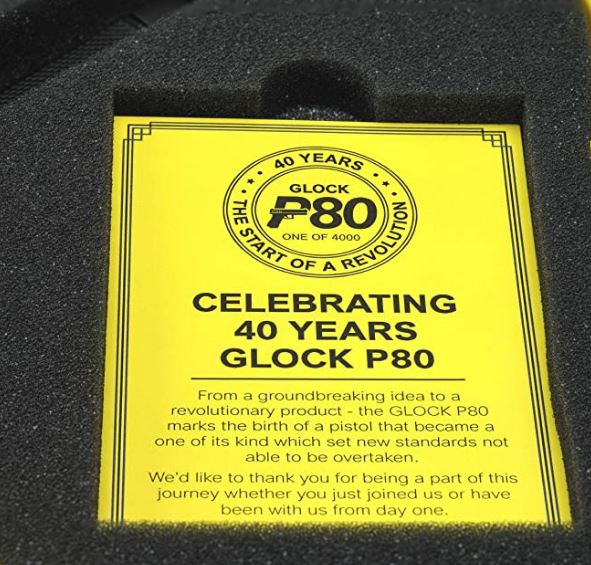 40 YEARS
GLOCK
P80
ONE OF 4000
THE START OF A REVOLUTION
CELEBRATING
40 YEARS
GLOCK P80
From a groundbreaking idea to a
revolutionary product - the GLOCK P80
marks the birth of a pistol that became a
one of its kind which set new standards not
able to be overtaken.
We'd like to thank you for being a part of this
journey whether you just joined us or have
been with us from day one.